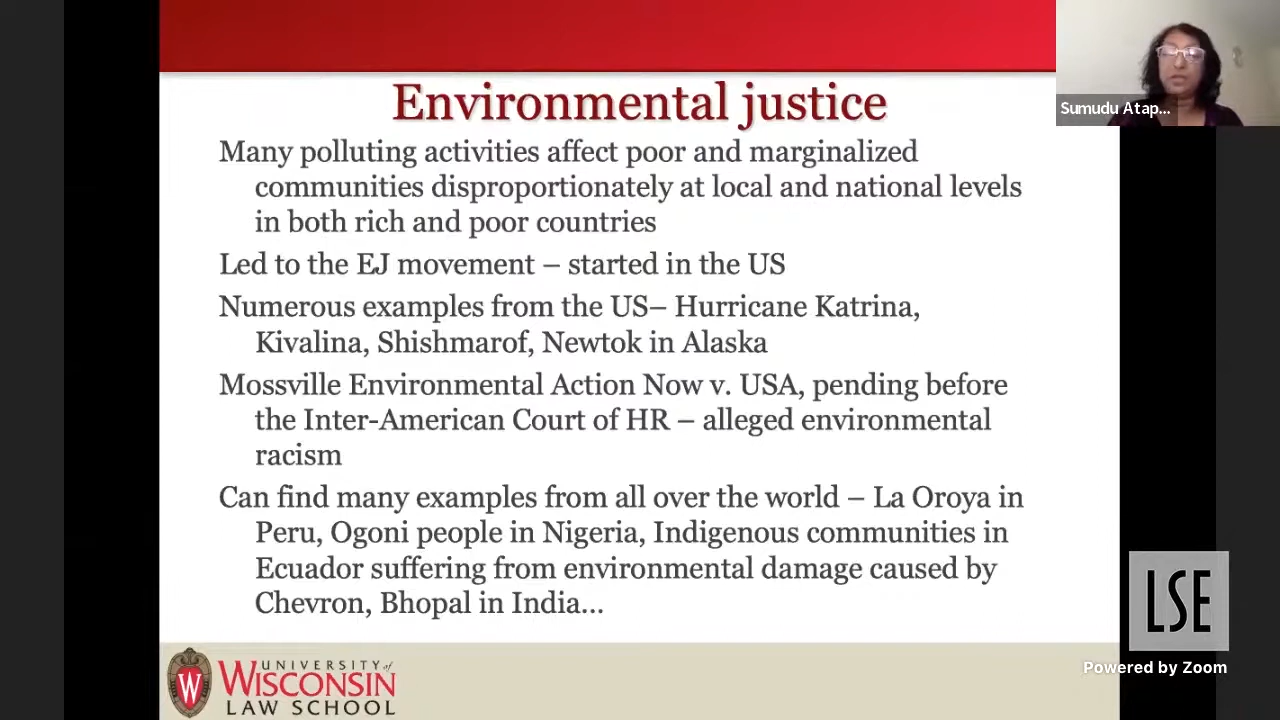 Environmental justice
Many polluting activities affect poor and marginalized
communities disproportionately at local and national levels
in both rich and poor countries
Led to the EJ movement – started in the US
Numerous examples from the US– Hurricane Katrina,
Kivalina, Shishmarof, Newtok in Alaska
Mossville Environmental Action Now v. USA, pending before
the Inter-American Court of HR – alleged environmental
racism
Can find many examples from all over the world – La Oroya in
Peru, Ogoni people in Nigeria, Indigenous communities in
Ecuador suffering from environmental damage caused by
Chevron, Bhopal in India...
Sumudu Atap...
LSE
Powered by Zoom
W
UNIVERSITY of
WISCONSIN
LAW SCHOOL